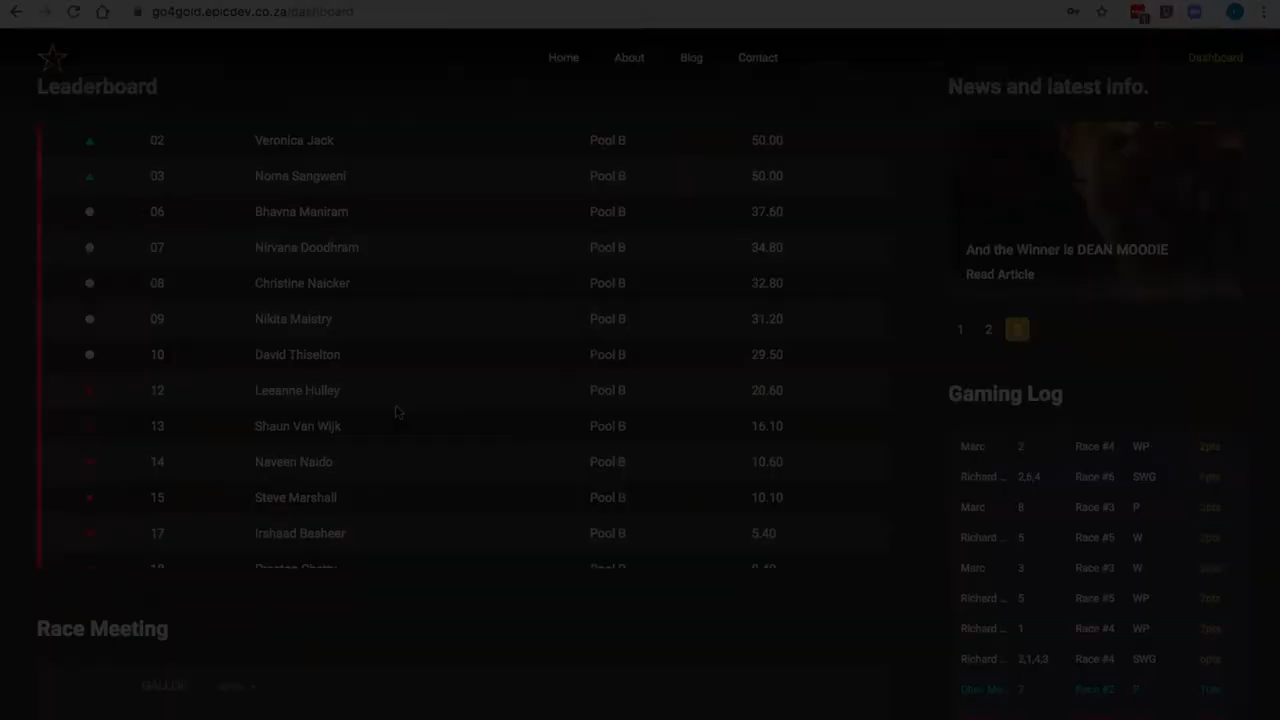 go4gold.epicdev.co.za/dashboard
Home About Blog Contact Dashboard
Leaderboard
02 Veronica Jack Pool B 50.00
03 Noma Sangweni Pool B 50.00
06 Bhavna Maniram Pool B 37.60
07 Nirvana Doodhram Pool B 34.80
08 Christine Naicker Pool B 32.80
09 Nikita Maistry Pool B 31.20
10 David Thiselton Pool B 29.50
12 Leeanne Hulley Pool B 20.60
13 Shaun Van Wijk Pool B 16.10
14 Naveen Naido Pool B 10.60
15 Steve Marshall Pool B 10.10
17 Irshaad Basheer Pool B 5.40
Race Meeting
News and latest info.
And the Winner is DEAN MOODIE
Read Article
1 2
Gaming Log
Marc 2 Race #4 WP 2pts
Richard ... 2,6,4 Race #6 SWG
Marc 8 Race #3 P
Richard ... 5 Race #5 W
Marc 3 Race #3 W
Richard ... 5 Race #5 WP
Richard ... 1 Race #4 WP
Richard ... 2,1,4,3 Race #4 SWG 6pts
Race #2 P